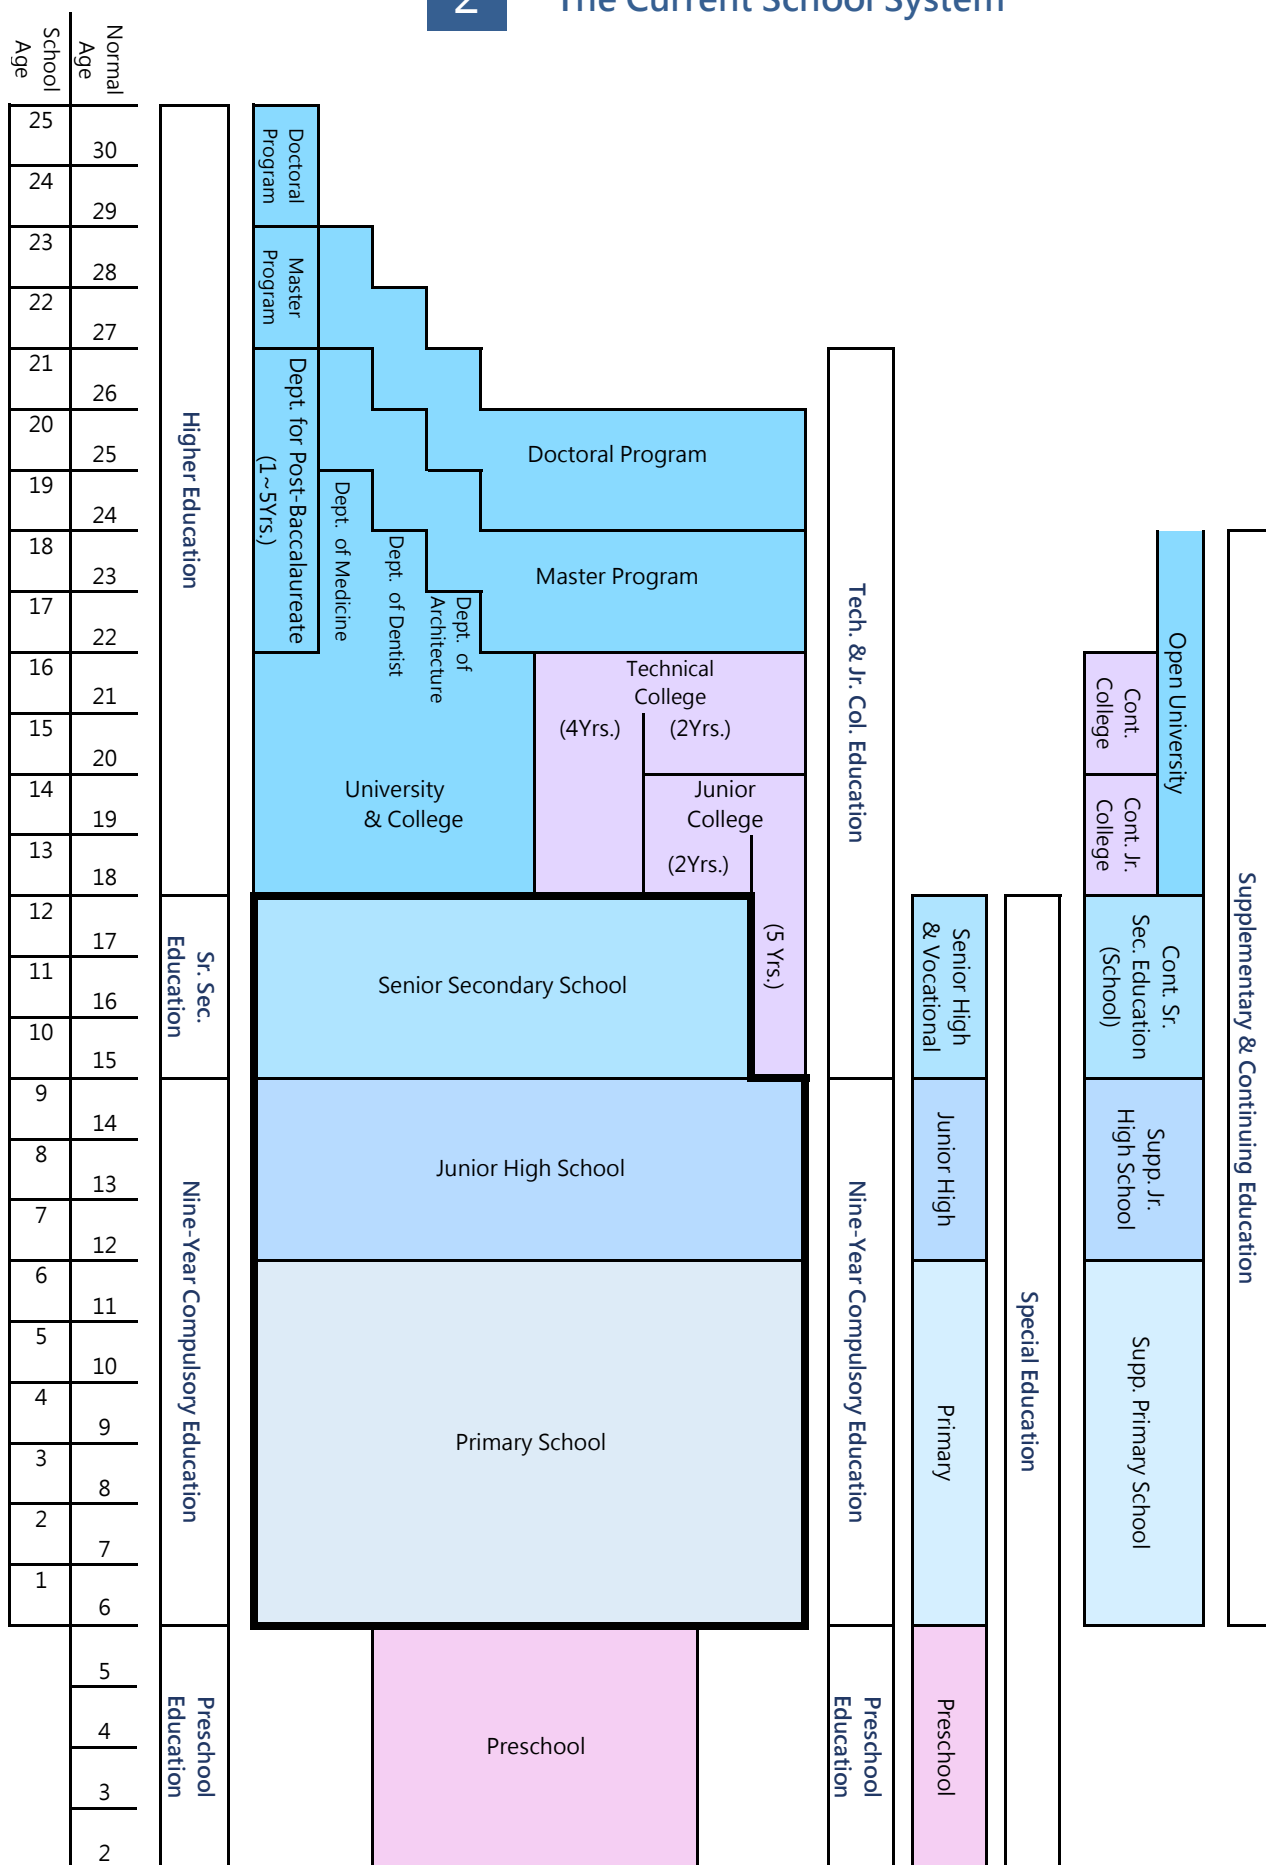 2
The Current School System
School
Age
Normal
Age
25
30
24
29
23
28
22
27
21
26
20
25
19
24
18
23
17
22
16
21
15
20
14
19
13
18
12
17
11
16
10
15
9
14
8
13
7
12
6
11
5
10
4
9
3
8
2
7
1
6
5
4
3
2
Higher Education
Sr. Sec.
Education
Nine-Year Compulsory Education
Preschool
Education
Doctoral
Program
Master
Program
Dept. for Post-Baccalaureate
(1~5Yrs.)
Dept. of Medicine
Dept. of Dentist
Dept. of
Architecture
Doctoral Program
Master Program
University
& College
Technical
College
(4Yrs.)
(2Yrs.)
Junior
College
(2Yrs.)
(5 Yrs.)
Senior Secondary School
Junior High School
Primary School
Preschool
Tech. & Jr. Col. Education
Nine-Year Compulsory Education
Preschool
Education
Senior High
& Vocational
Junior High
Primary
Preschool
Special Education
Cont.
College
Cont. Jr.
College
Open University
Cont. Sr.
Sec. Education
(School)
Supp. Jr.
High School
Supp. Primary School
Supplementary & Continuing Education